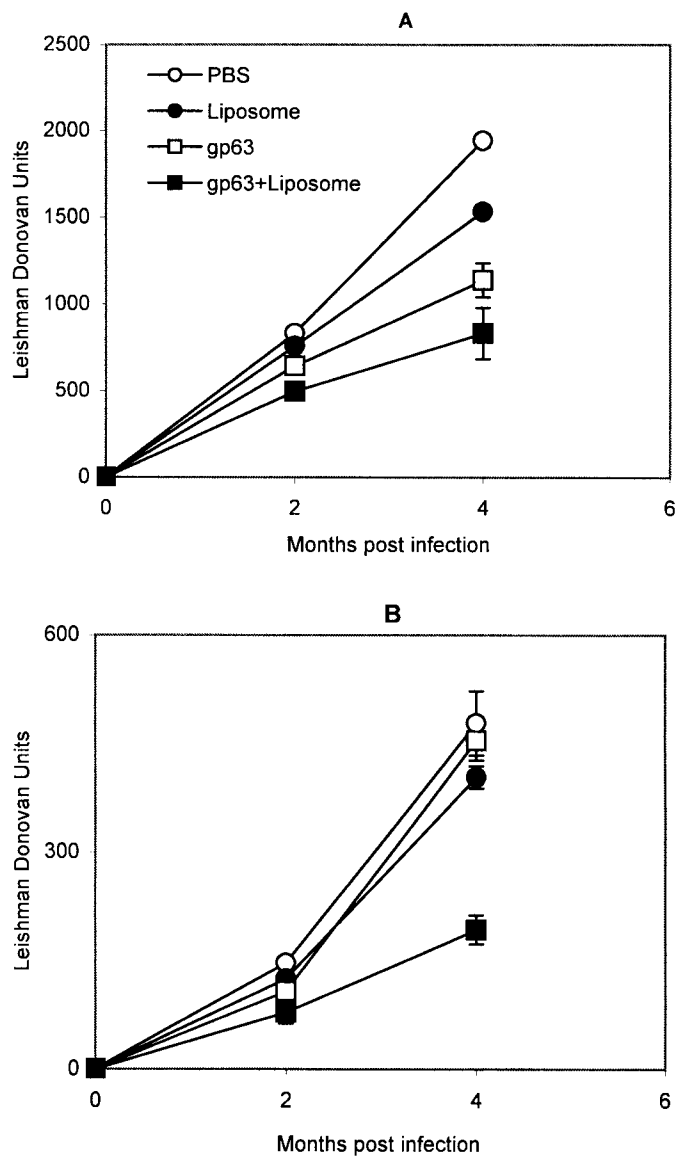 A
2500
2000
1500
1000
500
0
Leishman Donovan Units
PBS
Liposome
gp63
gp63+Liposome
0 2 4 6
Months post infection
B
600
300
0
Leishman Donovan Units
0 2 4 6
Months post infection